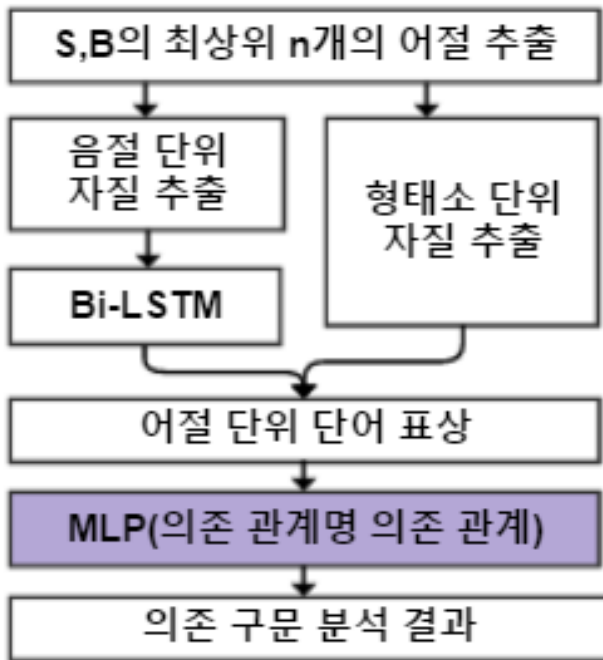 S,B의 최상위 n개의 어절 추출
음절 단위
자질 추출
형태소 단위
자질 추출
Bi-LSTM
어절 단위 단어 표상
MLP(의존 관계명 의존 관계)
의존 구문 분석 결과